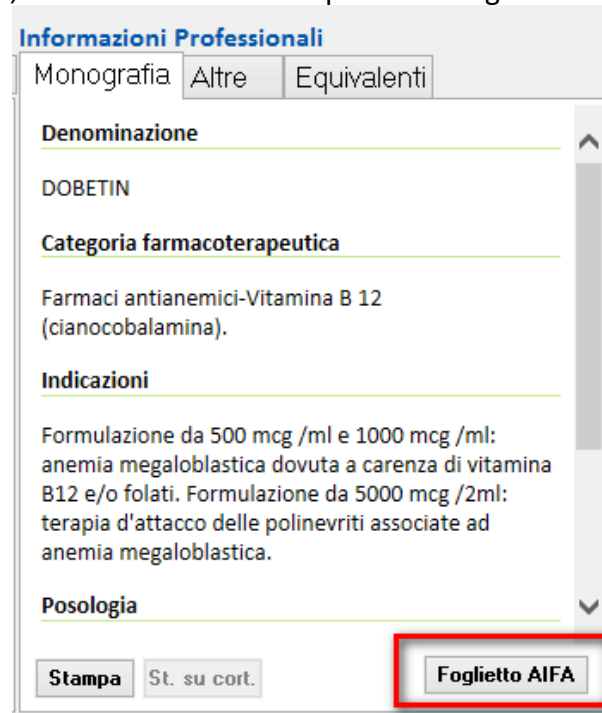 Informazioni Professionali
Monografia Altre Equivalenti
Denominazione
DOBETIN
Categoria farmacoterapeutica
Farmaci antianemici-Vitamina B 12
(cianocobalamina).
Indicazioni
Formulazione da 500 mcg /ml e 1000 mcg /ml:
anemia megaloblastica dovuta a carenza di vitamina
B12 e/o folati. Formulazione da 5000 mcg /2ml:
terapia d'attacco delle polinevriti associate ad
anemia megaloblastica.
Posologia
Stampa St. su cort. Foglietto AIFA